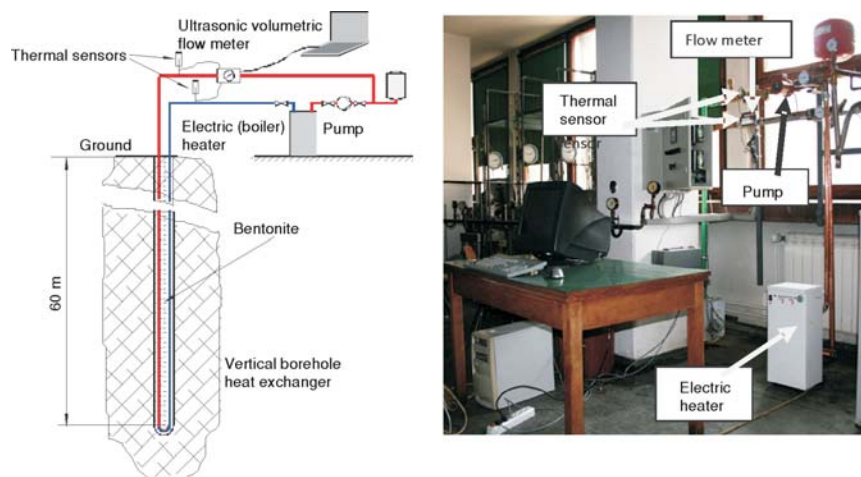 Ultrasonic volumetric
flow meter
Thermal sensors
Electric (boiler)
heater
Pump
Ground
Bentonite
60 m
Vertical borehole
heat exchanger
Flow meter
Thermal
sensor
sensor
Pump
Electric
heater